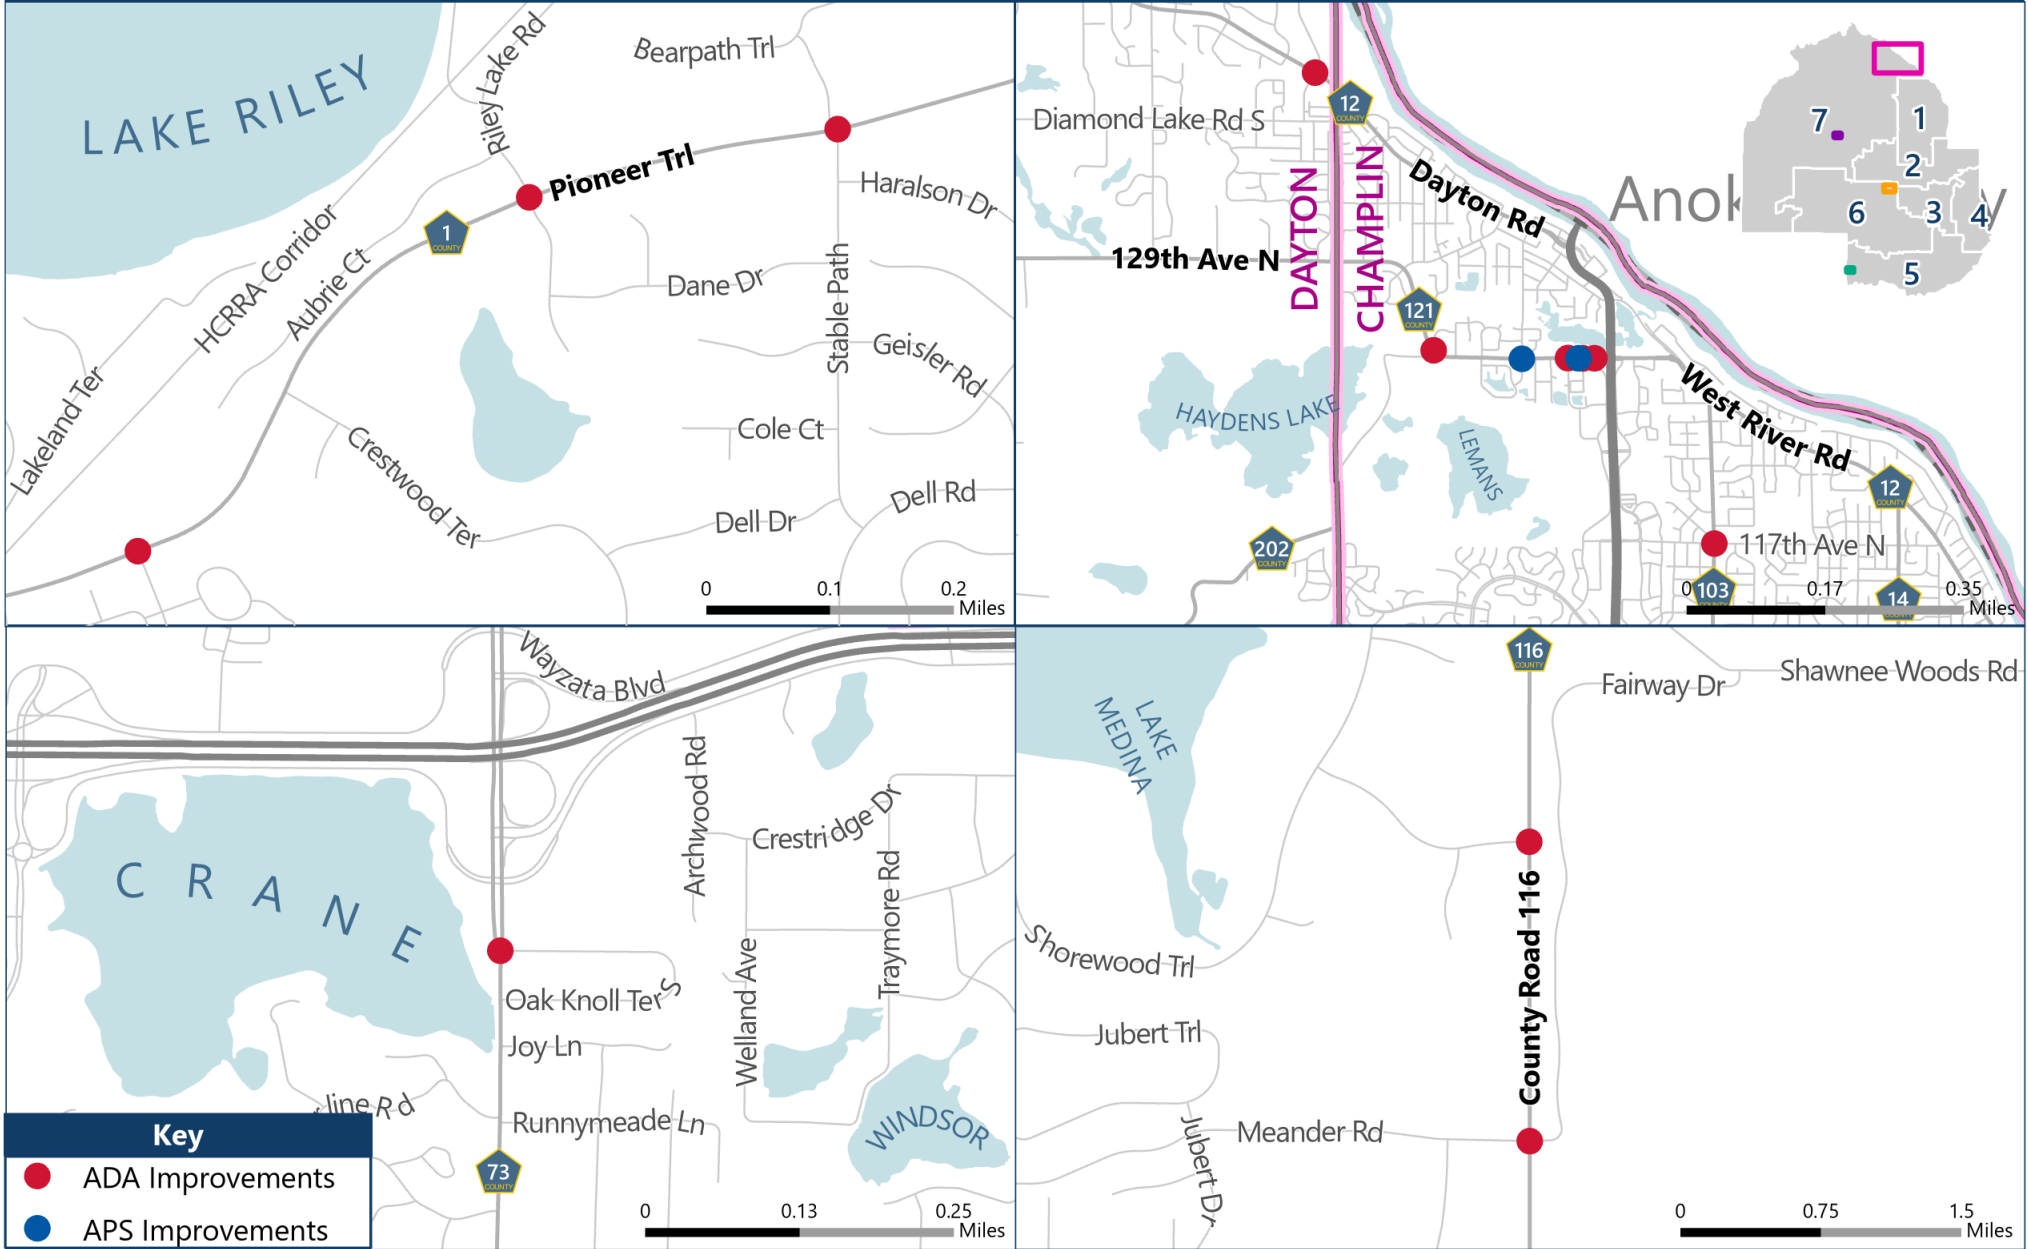 LAKE RILEY
Riley Lake Rd
Bearpath Trl
Pioneer Trl
Haralson Dr
1
COUNTY
HCRRA Corridor
Aubrie Ct
Dane Dr
Stable Path
Geisler Rd
Lakeland Ter
Crestwood Ter
Cole Ct
Dell Rd
Dell Dr
0 0.1 0.2
Miles
12
COUNTY
Diamond Lake Rd S
DAYTON
CHAMPLIN
Dayton Rd
129th Ave N
121
COUNTY
Anok
y
7
1
2
6
3
4
5
HAYDENS LAKE
LEMANS
West River Rd
12
COUNTY
202
COUNTY
117th Ave N
103
COUNTY
14
COUNTY
0 0.17 0.35
Miles
Wayzata Blvd
Archwood Rd
Crestridge Dr
CRANE
Traymore Rd
Welland Ave
Oak Knoll Ter S
Joy Ln
line Rd
Runnymeade Ln
WINDSOR
73
COUNTY
Key
ADA Improvements
APS Improvements
0 0.13 0.25
Miles
116
COUNTY
Fairway Dr
Shawnee Woods Rd
LAKE
MEDINA
County Road 116
Shorewood Trl
Jubert Trl
Meander Rd
Jubert Dr
0 0.75 1.5
Miles